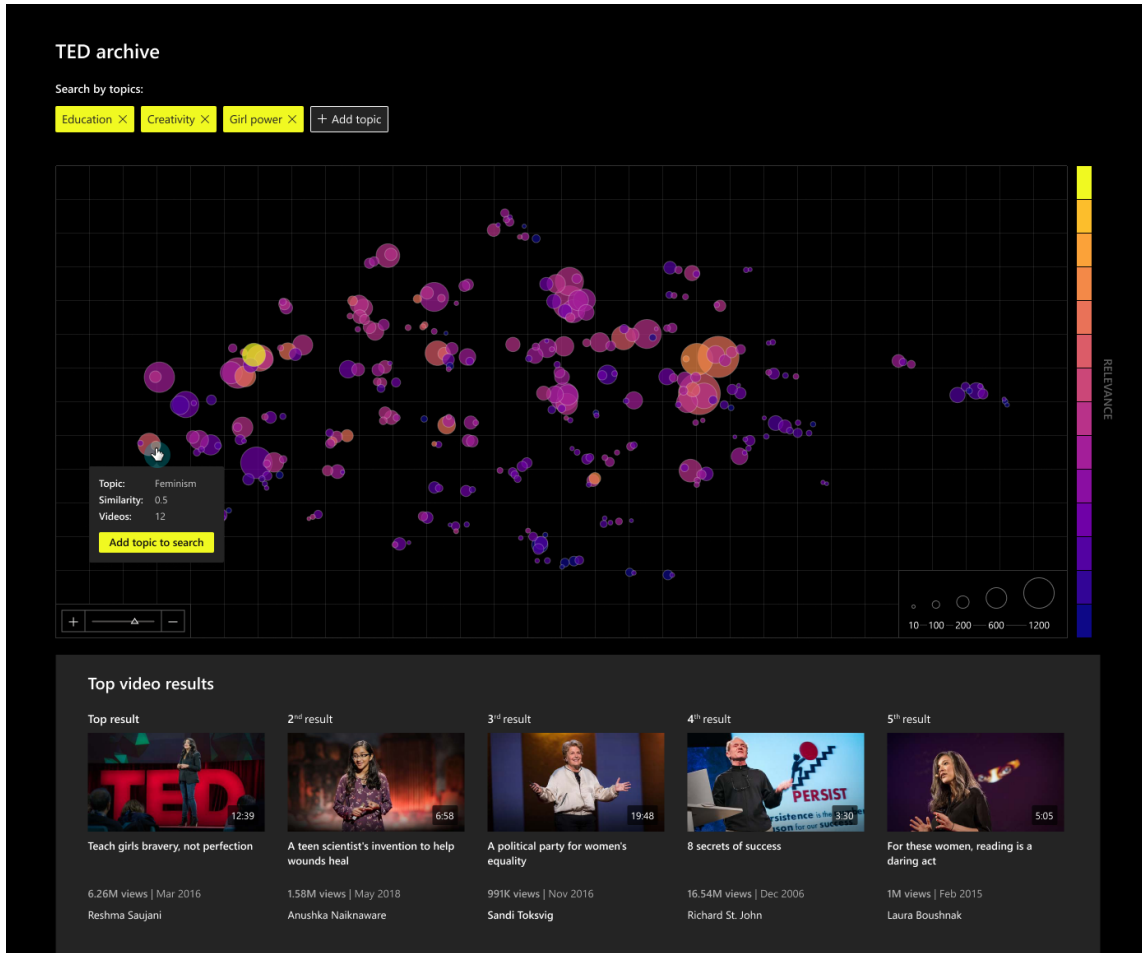 TED archive
Search by topics:
Education ×
Creativity ×
Girl power ×
+ Add topic
RELEVANCE
Topic: Feminism
Similarity: 0.5
Videos: 12
Add topic to search
10 100 200 600 1200
Top video results
Top result
TED
12:39
Teach girls bravery, not perfection
6.26M views | Mar 2016
Reshma Saujani
2nd result
6:58
A teen scientist's invention to help
wounds heal
1.58M views | May 2018
Anushka Naiknaware
3rd result
19:48
A political party for women's
equality
991K views | Nov 2016
Sandi Toksvig
4th result
PERSIST
3:30
8 secrets of success
16.54M views | Dec 2006
Richard St. John
5th result
5:05
For these women, reading is a
daring act
1M views | Feb 2015
Laura Boushnak